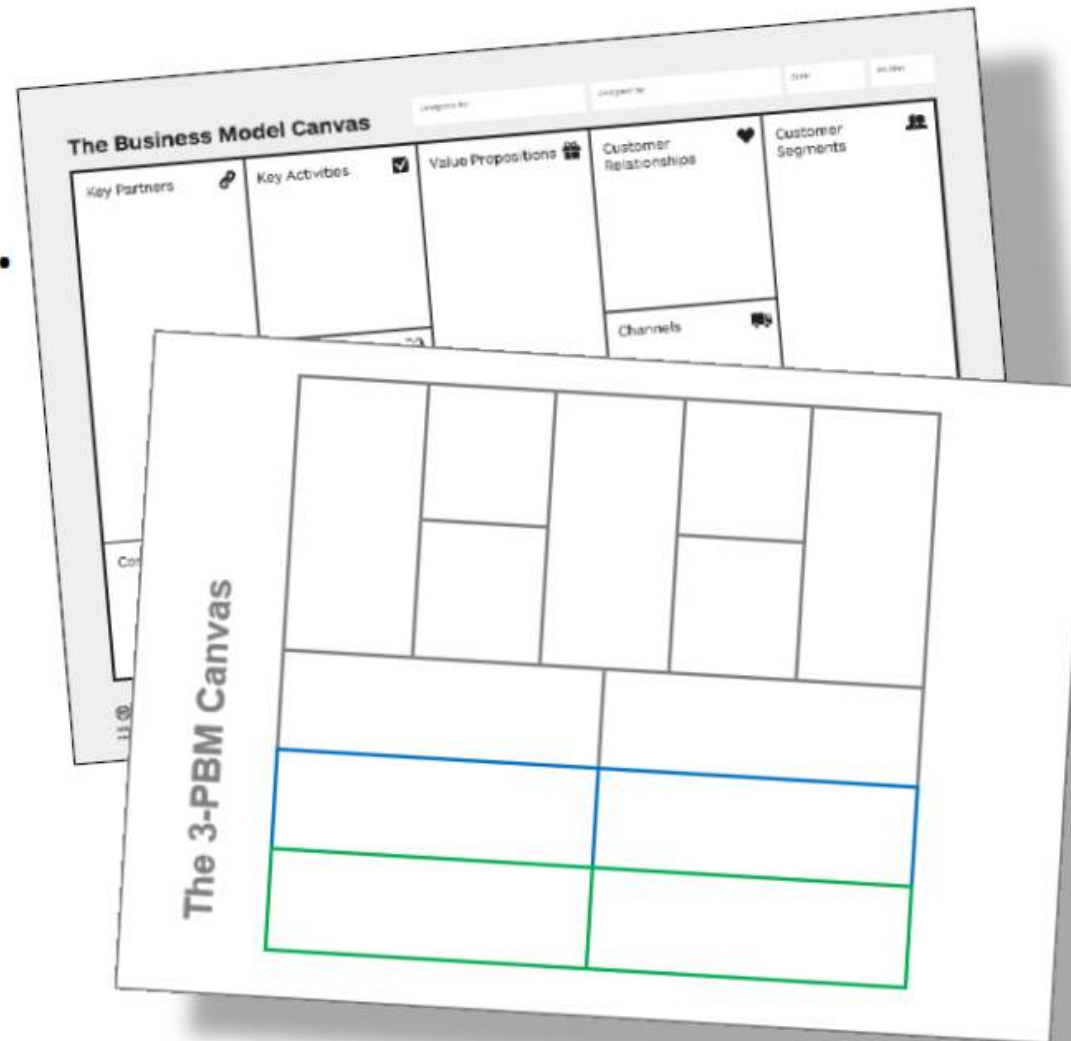 The Business Model Canvas
Key Partners
Key Activities
Value Propositions
Customer
Relationships
Customer
Segments
Channels
Cos
The 3-PBM Canvas